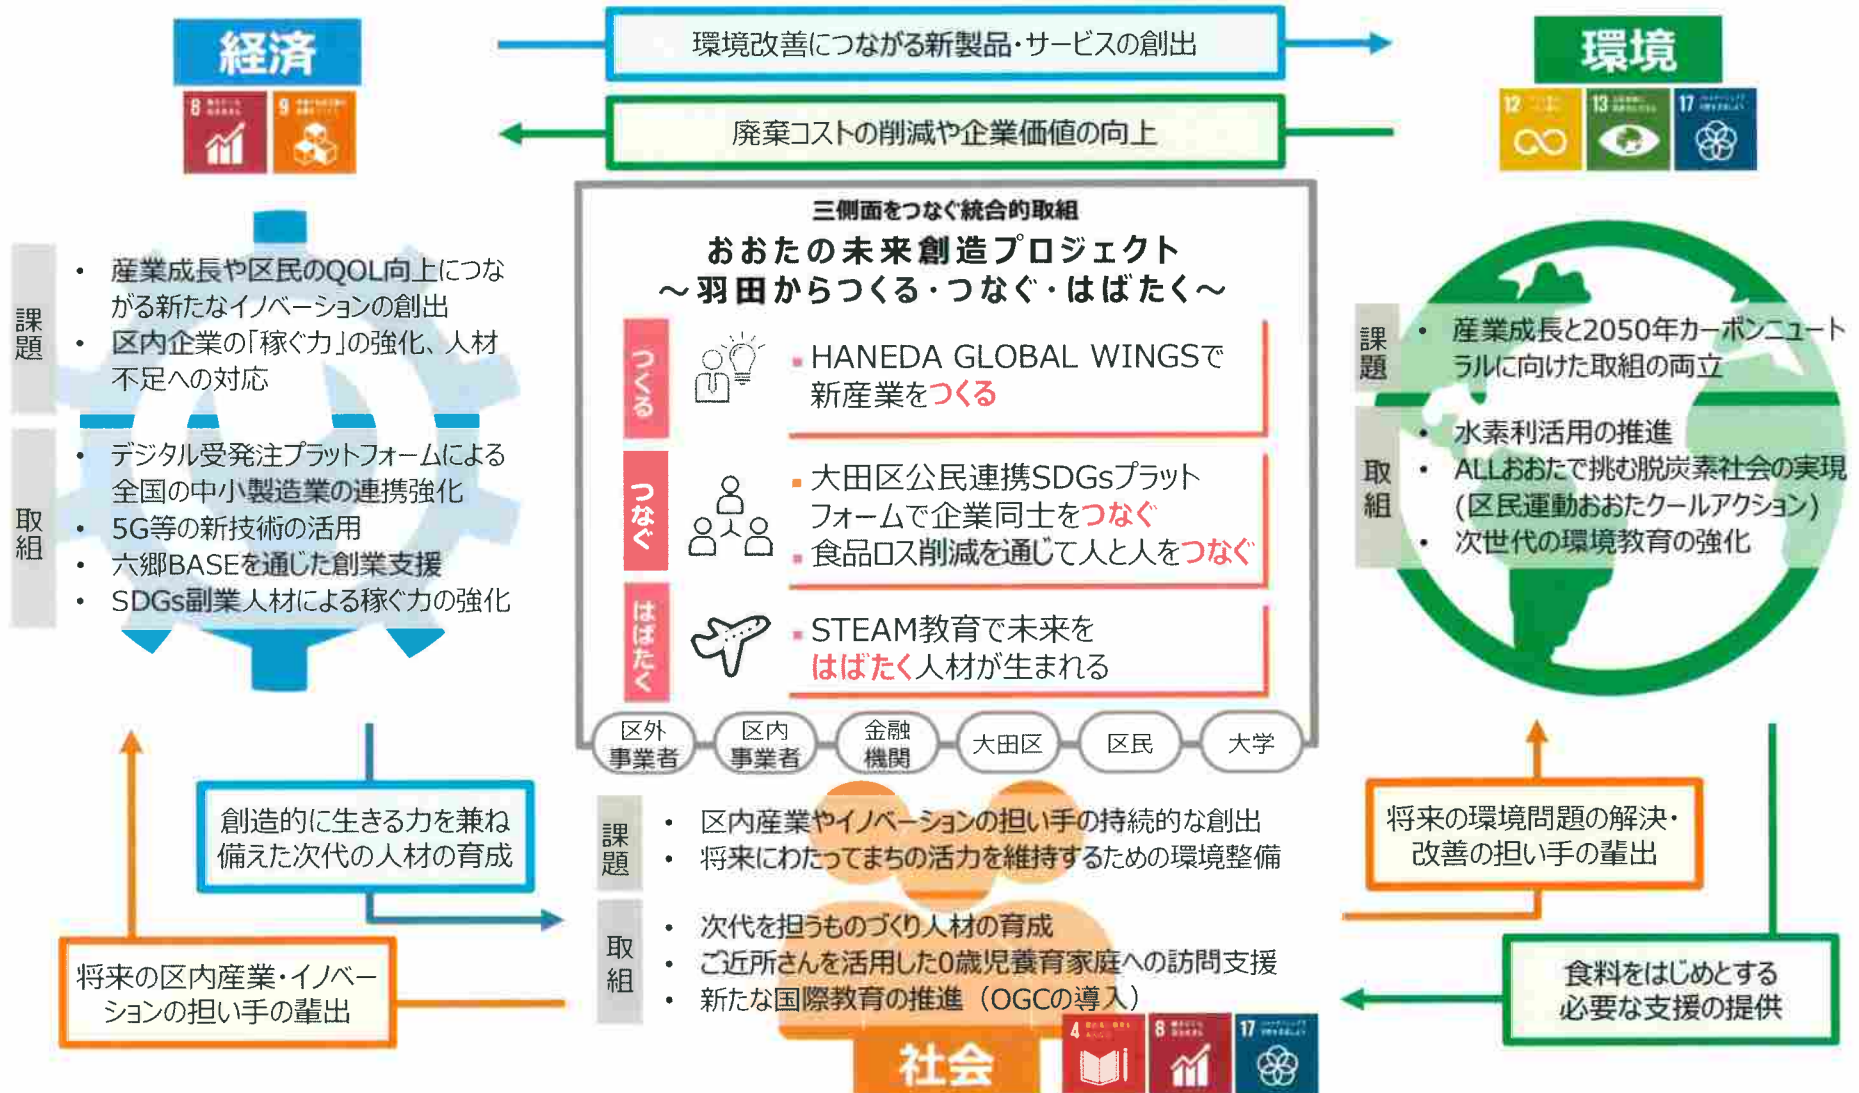 経済
8
9
環境改善につながる新製品・サービスの創出
廃棄コストの削減や企業価値の向上
環境
12
13
17
課題
・ 産業成長や区民のQOL向上につな
がる新たなイノベーションの創出
・ 区内企業の「稼ぐ力」の強化、人材
不足への対応
取組
・ デジタル受発注プラットフォームによる
全国の中小製造業の連携強化
・ 5G等の新技術の活用
・ 六郷BASEを通じた創業支援
・ SDGs副業人材による稼ぐ力の強化
三側面をつなぐ統合的取組
おおたの未来創造プロジェクト
～羽田からつくる・つなぐ・はばたく～
つくる
HANEDA GLOBAL WINGSで
新産業をつくる
つなぐ
大田区公民連携SDGsプラット
フォームで企業同士をつなぐ
食品ロス削減を通じて人と人をつなぐ
はばたく
STEAM教育で未来を
はばたく人材が生まれる
区外
事業者
区内
事業者
金融
機関
大田区
区民
大学
課題
・ 産業成長と2050年カーボンニュート
ラルに向けた取組の両立
取組
・ 水素利活用の推進
・ ALLおおたで挑む脱炭素社会の実現
(区民運動おおたクールアクション)
・ 次世代の環境教育の強化
創造的に生きる力を兼ね
備えた次代の人材の育成
将来の区内産業・イノベー
ションの担い手の輩出
課題
・ 区内産業やイノベーションの担い手の持続的な創出
・ 将来にわたってまちの活力を維持するための環境整備
取組
・ 次代を担うものづくり人材の育成
・ ご近所さんを活用した0歳児養育家庭への訪問支援
・ 新たな国際教育の推進（OGCの導入）
社会
4
8
17
将来の環境問題の解決・
改善の担い手の輩出
食料をはじめとする
必要な支援の提供